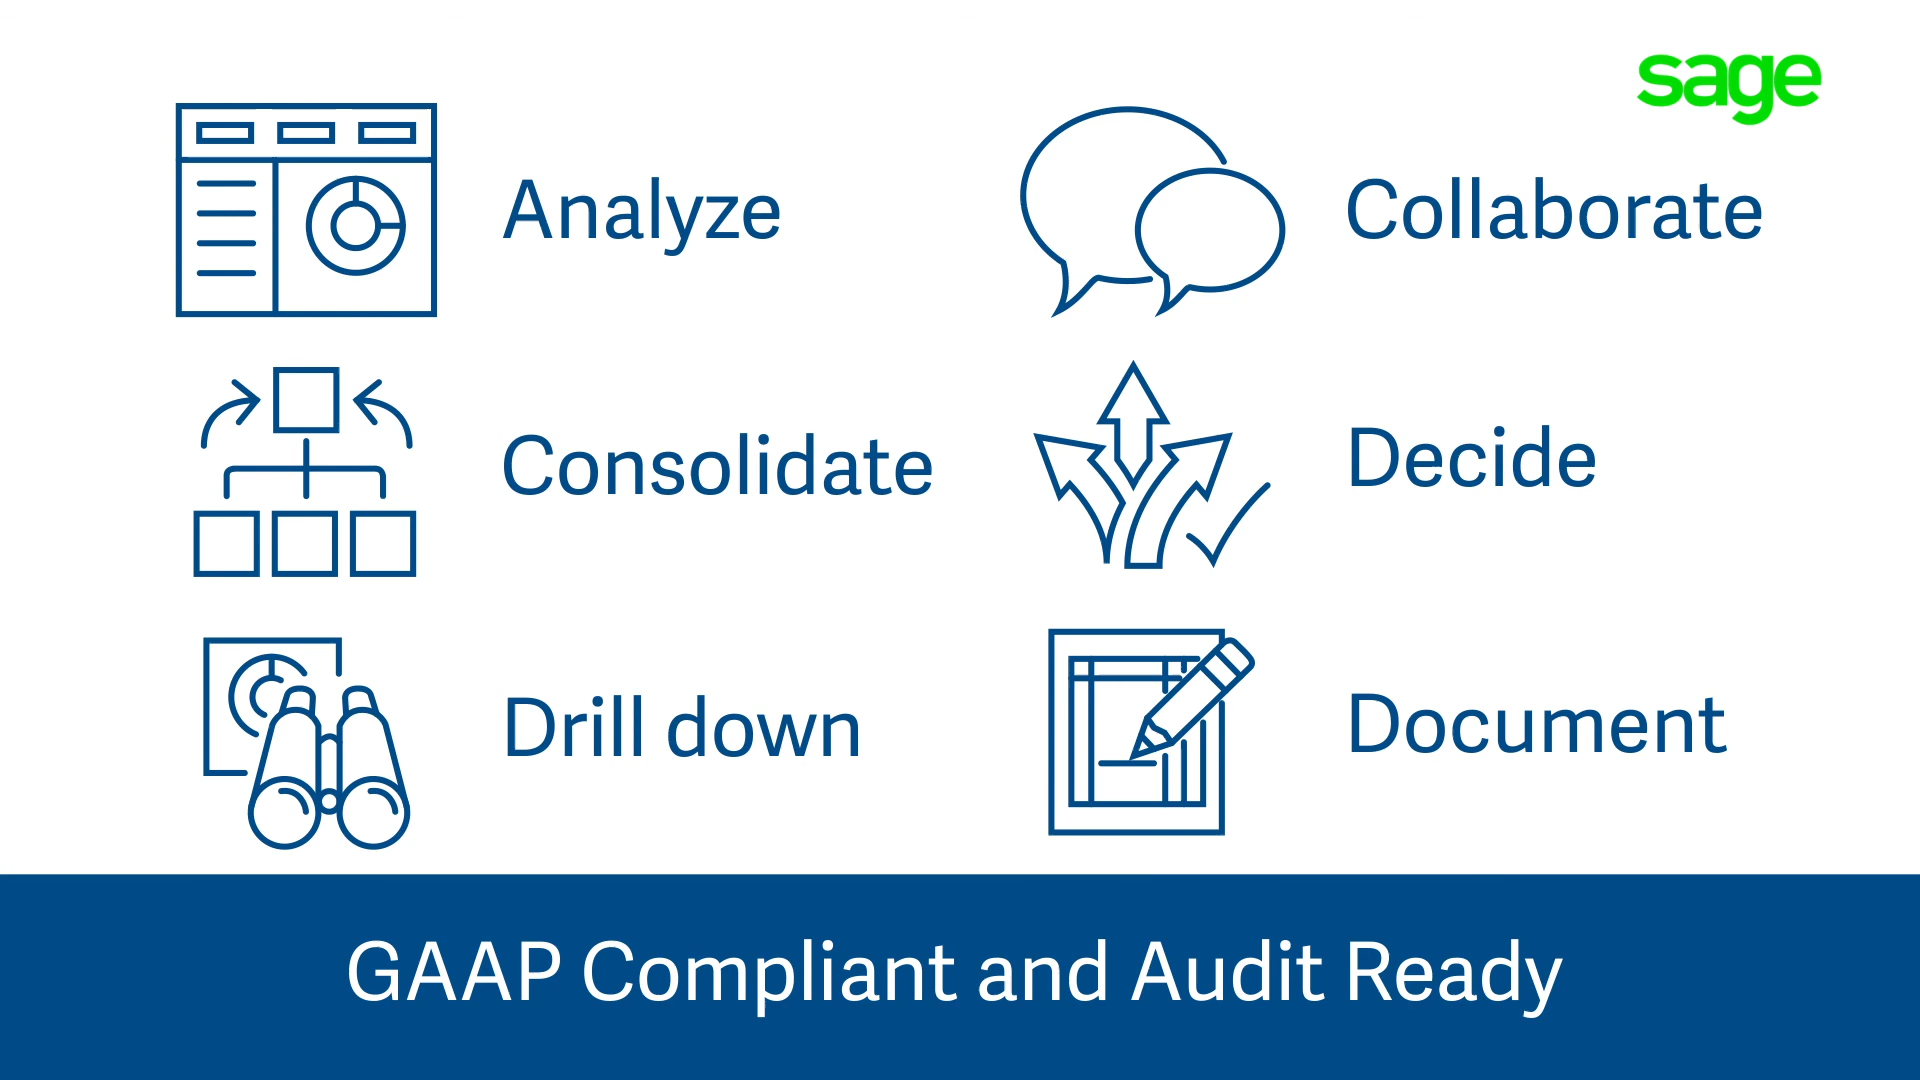 sage
Analyze
Collaborate
Consolidate
Decide
Drill down
Document
GAAP Compliant and Audit Ready